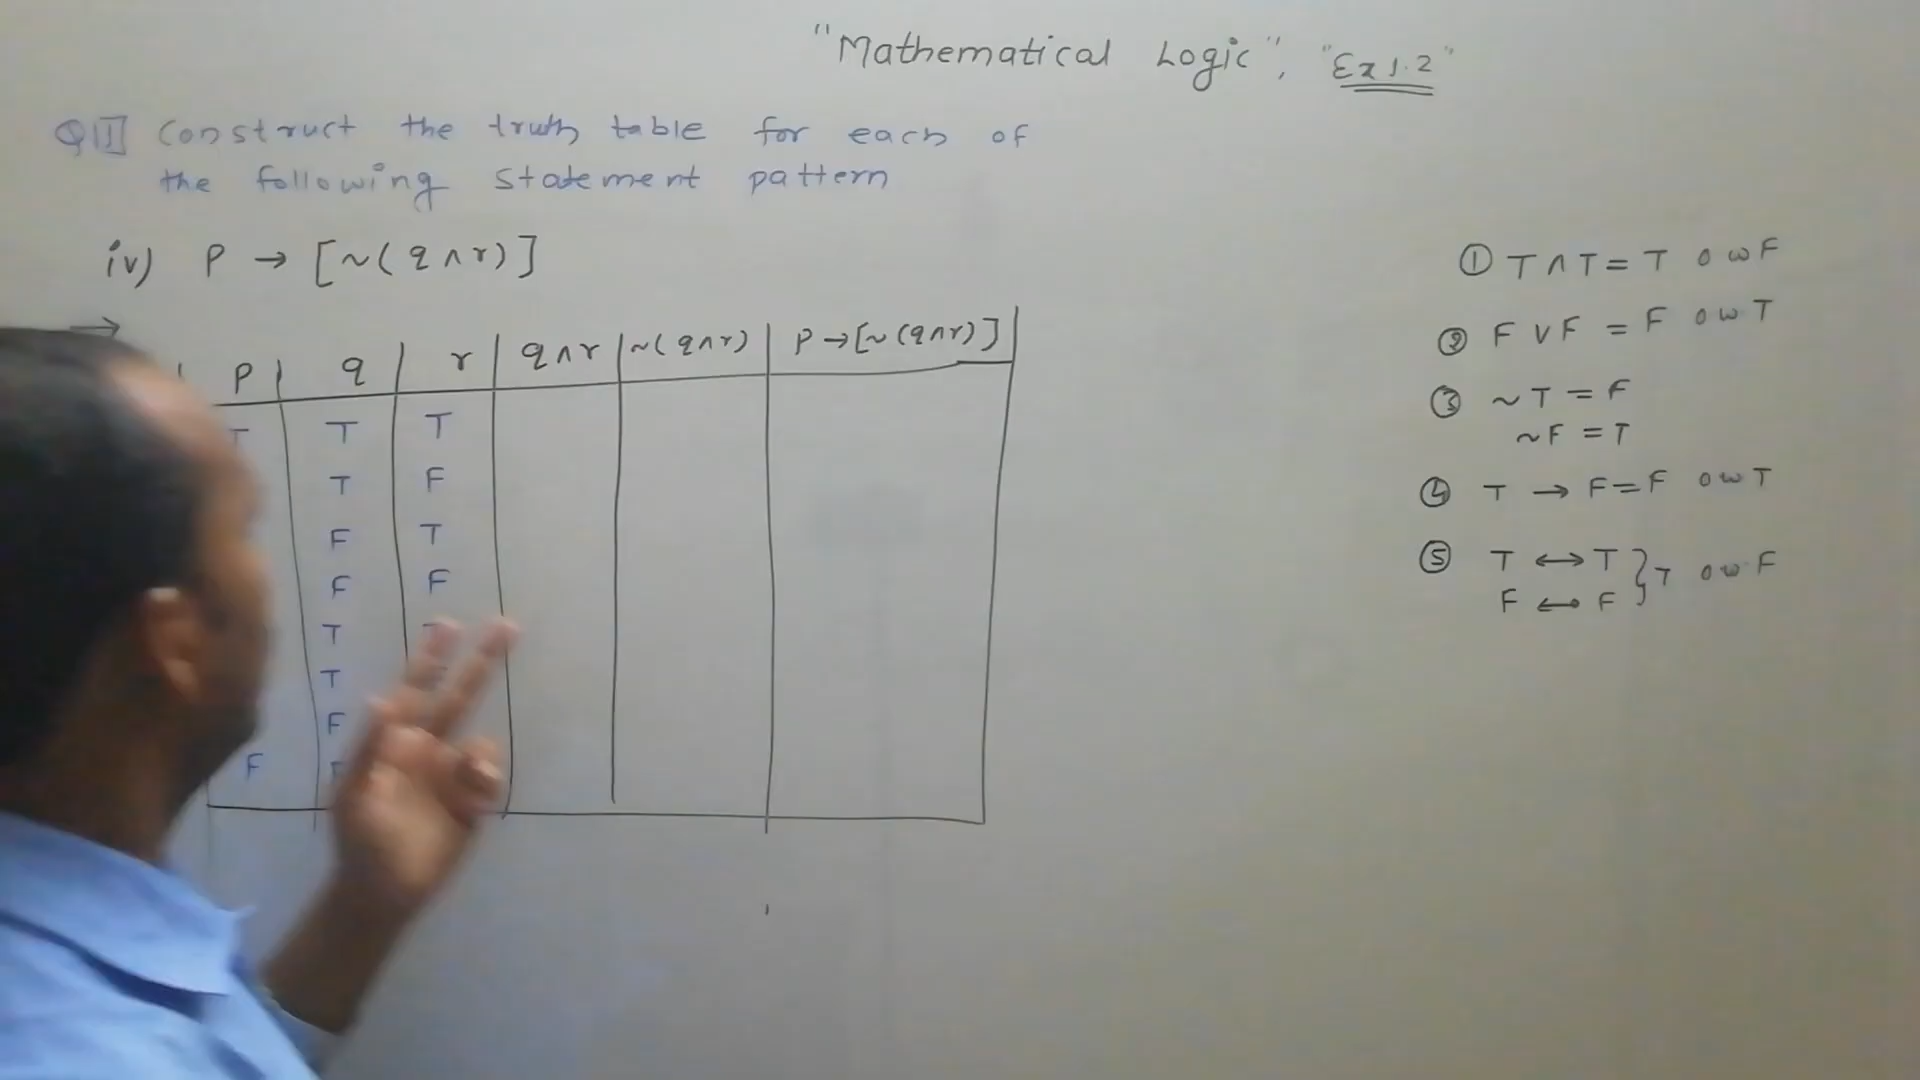 "Mathematical Logic", "Ex 1.2"
Q1] Construct the truth table for each of
the following statement pattern
iv) P → [~(q ∧ r)]
→
P | q | r | q∧r | ~(q∧r) | P→[~(q∧r)]
T T T
T F
F T
F F
T T
T
F
F F
① T ∧ T = T ow F
② F ∨ F = F ow T
③ ~T = F
~F = T
④ T → F = F ow T
⑤ T ↔ T } T ow F
F ↔ F